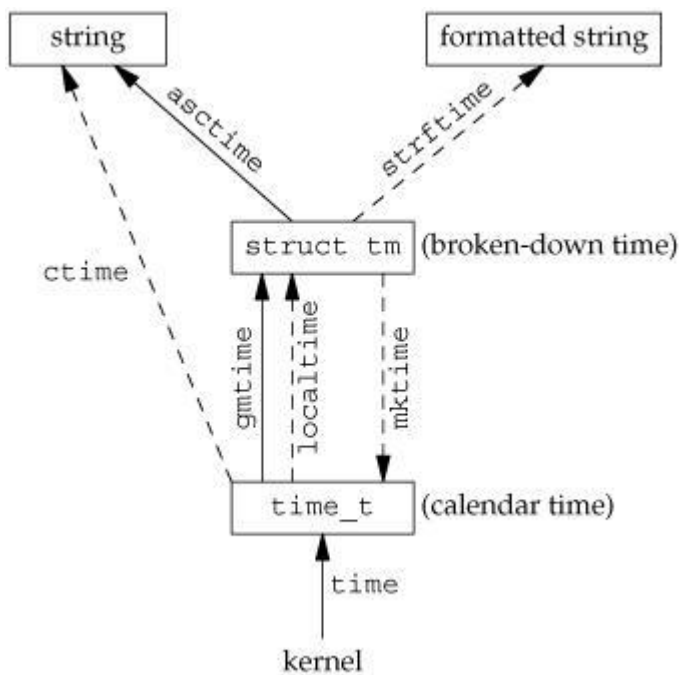 string
formatted string
asctime
strftime
struct tm
(broken-down time)
ctime
gmtime
localtime
mktime
time_t
(calendar time)
time
kernel